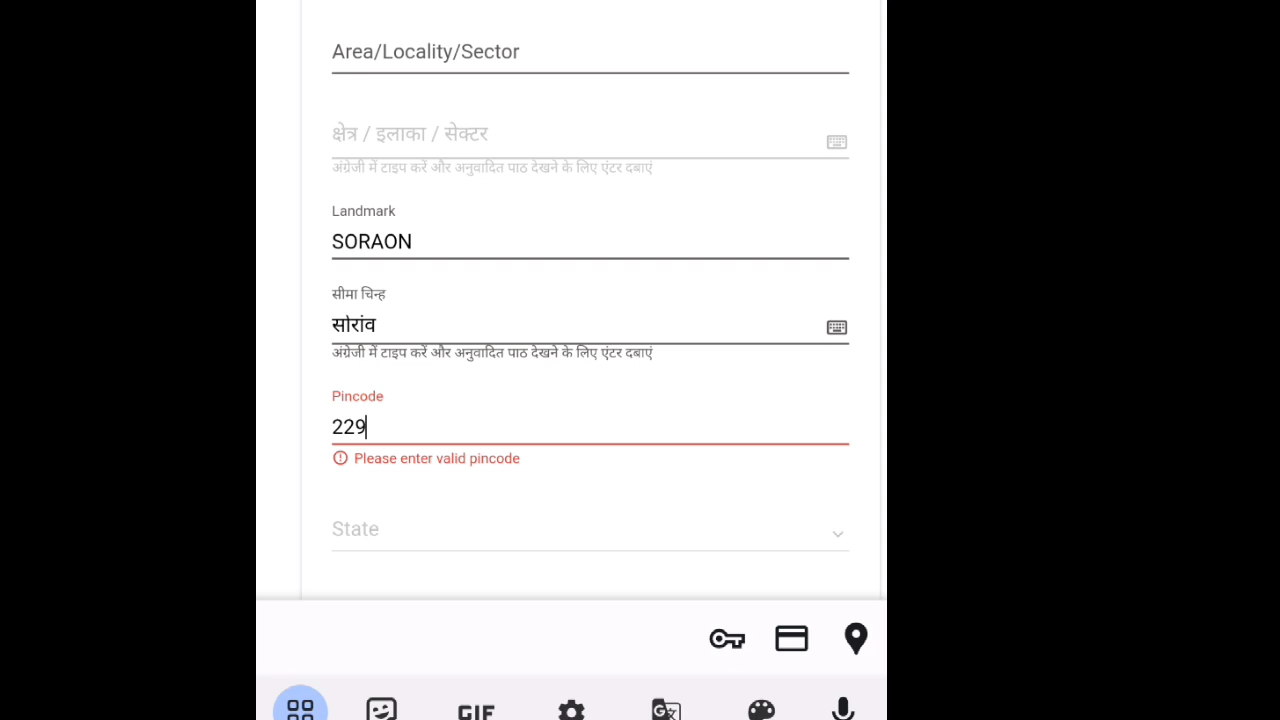 Area/Locality/Sector
क्षेत्र / इलाका / सेक्टर
अंग्रेजी में टाइप करें और अनुवादित पाठ देखने के लिए एंटर दबाएं
Landmark
SORAON
सीमा चिन्ह
सोरांव
अंग्रेजी में टाइप करें और अनुवादित पाठ देखने के लिए एंटर दबाएं
Pincode
229
Please enter valid pincode
State
GIF